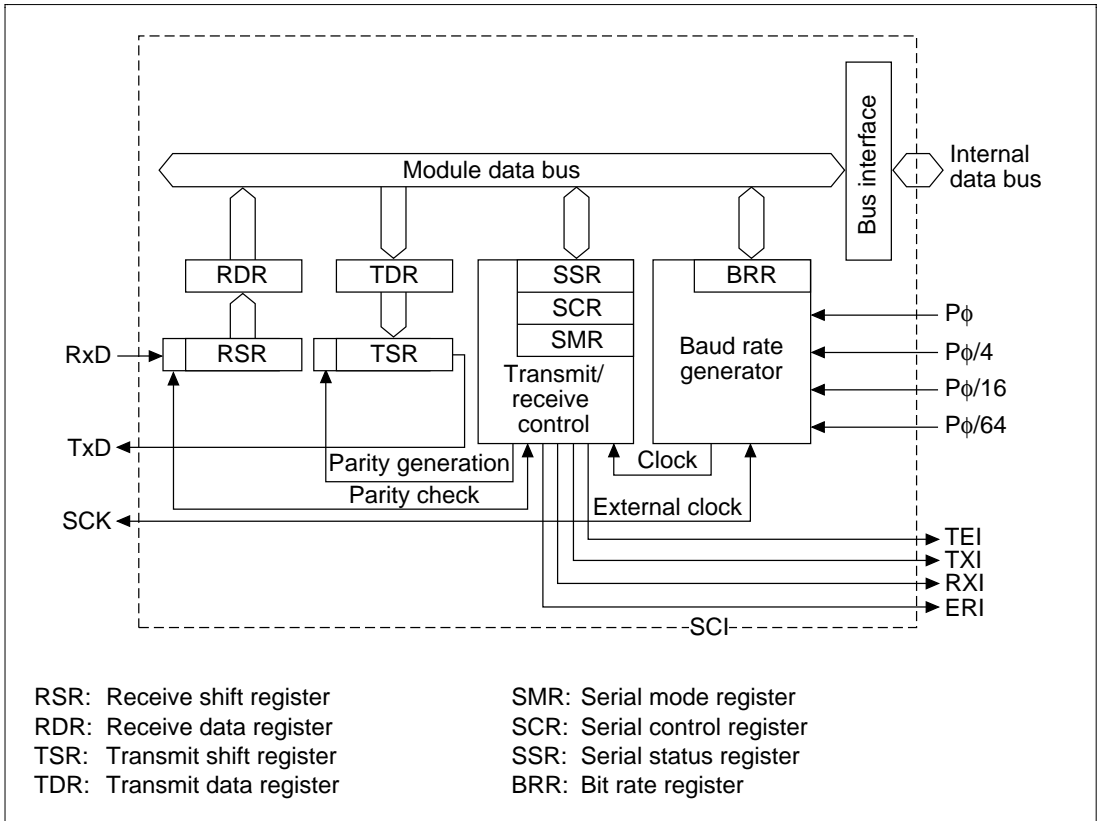 Bus interface
Internal
data bus
Module data bus
RDR
TDR
SSR
BRR
SCR
SMR
RxD
RSR
TSR
Transmit/
receive
control
Baud rate
generator
Pϕ
Pϕ/4
Pϕ/16
Pϕ/64
TxD
Parity generation
Clock
Parity check
External clock
SCK
TEI
TXI
RXI
ERI
SCI
RSR: Receive shift register
RDR: Receive data register
TSR: Transmit shift register
TDR: Transmit data register
SMR: Serial mode register
SCR: Serial control register
SSR: Serial status register
BRR: Bit rate register